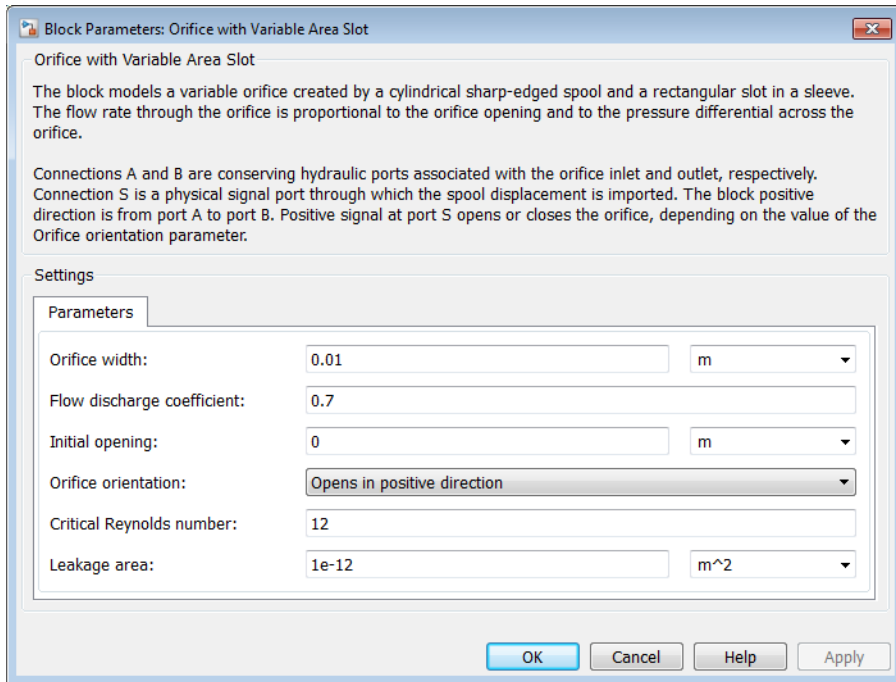 Block Parameters: Orifice with Variable Area Slot
Orifice with Variable Area Slot
The block models a variable orifice created by a cylindrical sharp-edged spool and a rectangular slot in a sleeve.
The flow rate through the orifice is proportional to the orifice opening and to the pressure differential across the
orifice.
Connections A and B are conserving hydraulic ports associated with the orifice inlet and outlet, respectively.
Connection S is a physical signal port through which the spool displacement is imported. The block positive
direction is from port A to port B. Positive signal at port S opens or closes the orifice, depending on the value of the
Orifice orientation parameter.
Settings
Parameters
Orifice width: 0.01 m
Flow discharge coefficient: 0.7
Initial opening: 0 m
Orifice orientation: Opens in positive direction
Critical Reynolds number: 12
Leakage area: 1e-12 m^2
OK Cancel Help Apply